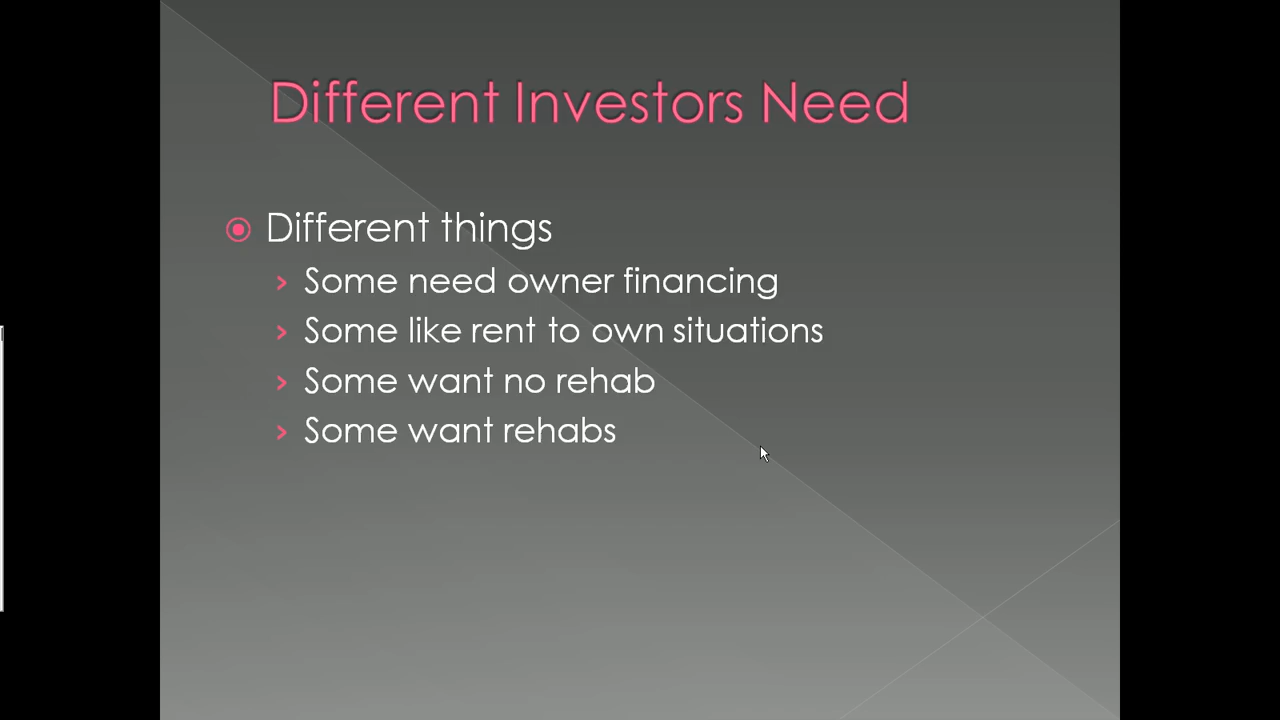 Different Investors Need
Different things
Some need owner financing
Some like rent to own situations
Some want no rehab
Some want rehabs